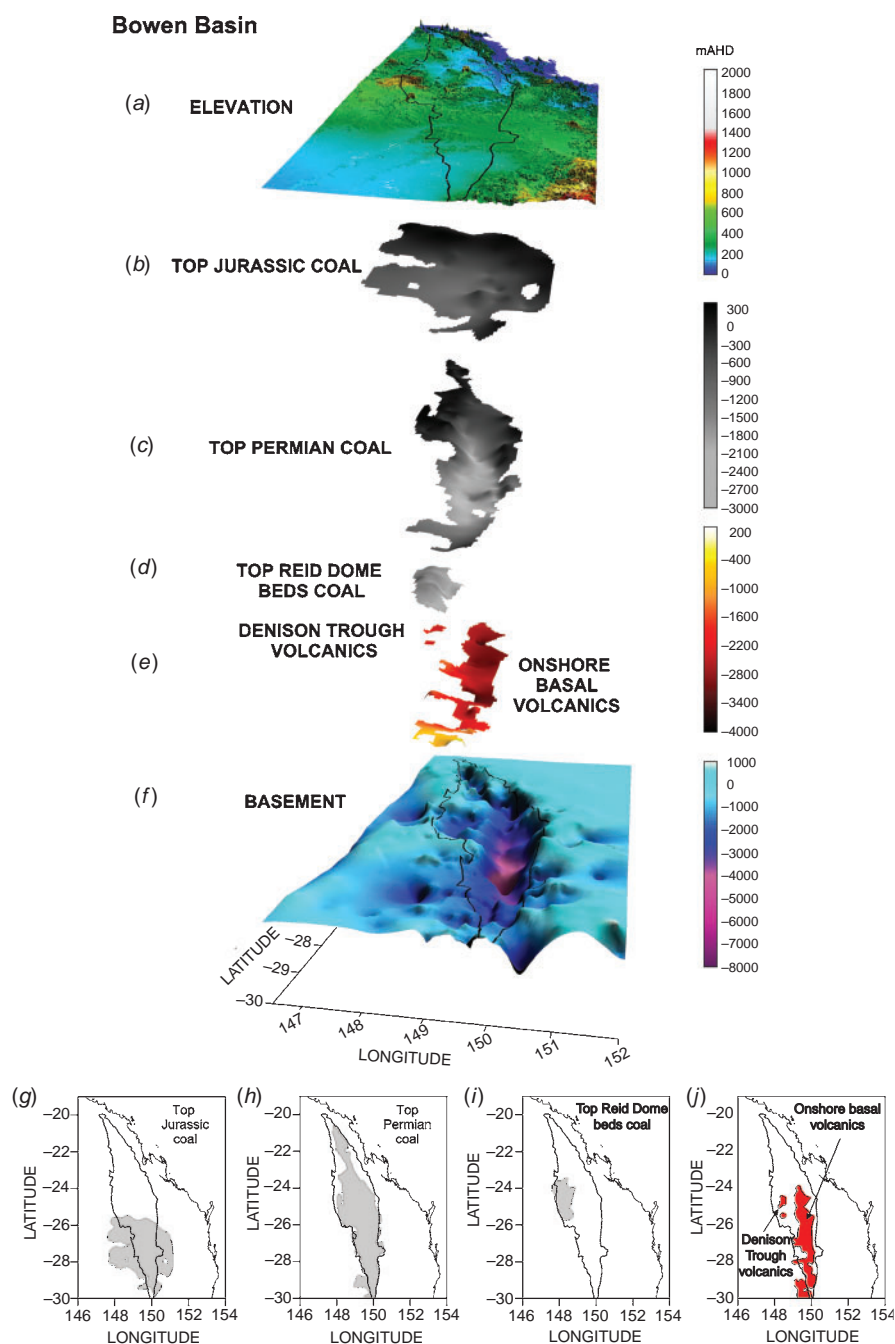 Bowen Basin
(a)
ELEVATION
mAHD
2000
1800
1600
1400
1200
1000
800
600
400
200
0
(b)
TOP JURASSIC COAL
300
0
–300
–600
–900
–1200
–1500
–1800
–2100
–2400
–2700
–3000
(c)
TOP PERMIAN COAL
(d)
TOP REID DOME
BEDS COAL
200
–400
–1000
–1600
–2200
–2800
–3400
–4000
(e)
DENISON TROUGH
VOLCANICS
ONSHORE
BASAL
VOLCANICS
(f)
BASEMENT
1000
0
–1000
–2000
–3000
–4000
–5000
–6000
–7000
–8000
LATITUDE
–28
–29
–30
147
148
149
150
151
152
LONGITUDE
(g)
Top
Jurassic
coal
–20
–22
–24
–26
–28
–30
LATITUDE
146 148 150 152 154
LONGITUDE
(h)
Top
Permian
coal
–20
–22
–24
–26
–28
–30
LATITUDE
146 148 150 152 154
LONGITUDE
(i)
Top Reid Dome
beds coal
–20
–22
–24
–26
–28
–30
LATITUDE
146 148 150 152 154
LONGITUDE
(j)
Onshore basal
volcanics
Denison
Trough
volcanics
–20
–22
–24
–26
–28
–30
LATITUDE
146 148 150 152 154
LONGITUDE